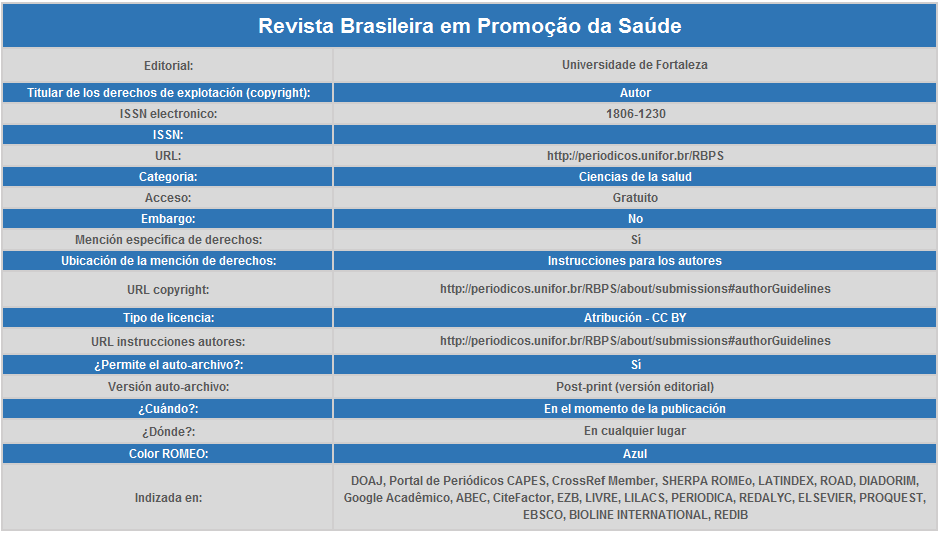 Revista Brasileira em Promoção da Saúde
Editorial: Universidade de Fortaleza
Titular de los derechos de explotación (copyright): Autor
ISSN electronico: 1806-1230
ISSN:
URL: http://periodicos.unifor.br/RBPS
Categoria: Ciencias de la salud
Acceso: Gratuito
Embargo: No
Mención específica de derechos: Sí
Ubicación de la mención de derechos: Instrucciones para los autores
URL copyright: http://periodicos.unifor.br/RBPS/about/submissions#authorGuidelines
Tipo de licencia: Atribución - CC BY
URL instrucciones autores: http://periodicos.unifor.br/RBPS/about/submissions#authorGuidelines
¿Permite el auto-archivo?: Sí
Versión auto-archivo: Post-print (versión editorial)
¿Cuándo?: En el momento de la publicación
¿Dónde?: En cualquier lugar
Color ROMEO: Azul
Indizada en: DOAJ, Portal de Periódicos CAPES, CrossRef Member, SHERPA ROMEo, LATINDEX, ROAD, DIADORIM,
Google Acadêmico, ABEC, CiteFactor, EZB, LIVRE, LILACS, PERIODICA, REDALYC, ELSEVIER, PROQUEST,
EBSCO, BIOLINE INTERNATIONAL, REDIB